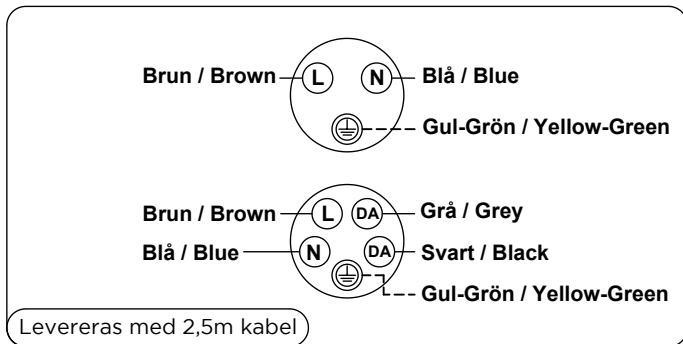 Brun / Brown L N Blå / Blue
Gul-Grön / Yellow-Green
Brun / Brown L DA Grå / Grey
Blå / Blue N DA Svart / Black
Gul-Grön / Yellow-Green
Levereras med 2,5m kabel